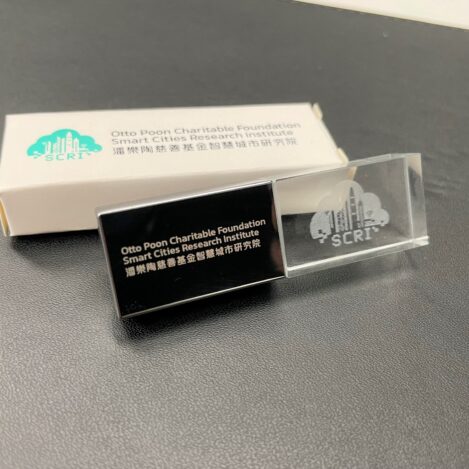 SCRI
Otto Poon Charitable Foundation
Smart Cities Research Institute
潘樂陶慈善基金智慧城市研究院
Otto Poon Charitable Foundation
Smart Cities Research Institute
潘樂陶慈善基金智慧城市研究院
SCRI